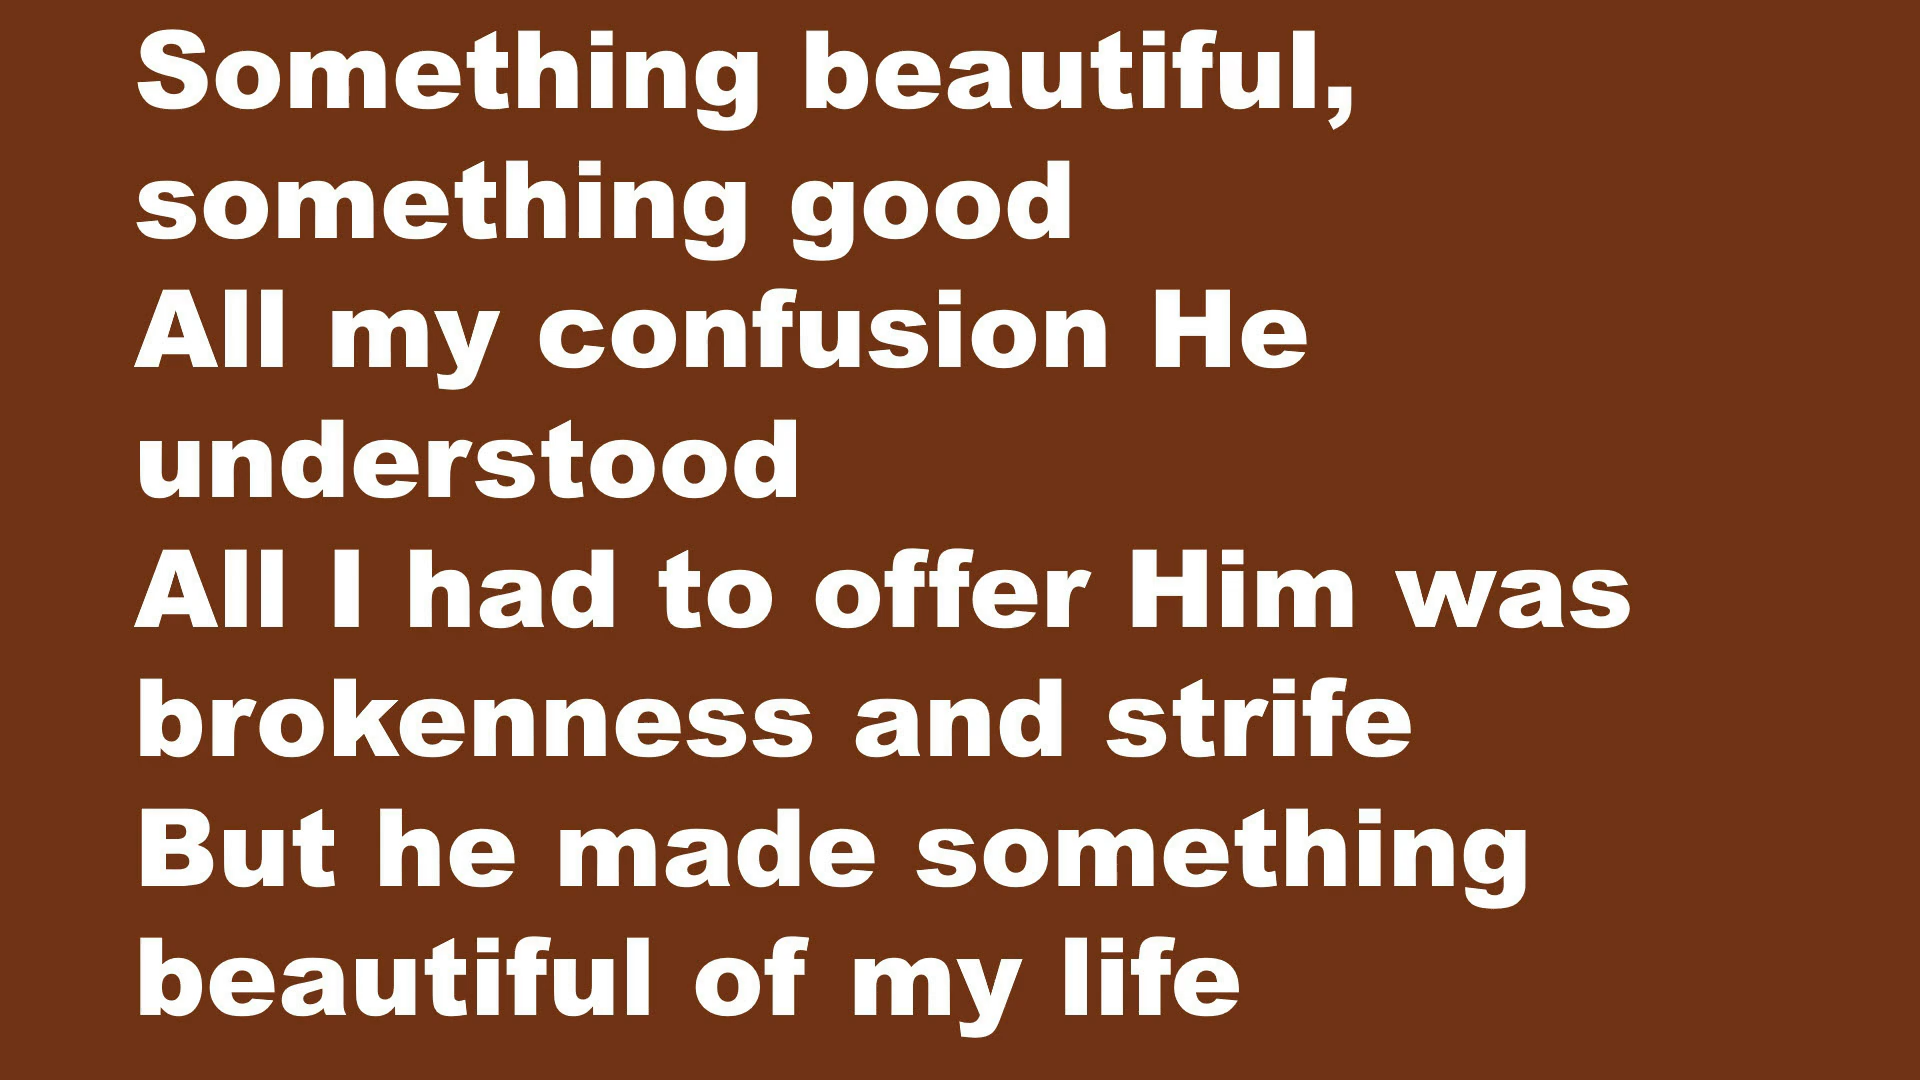 Something beautiful,
something good
All my confusion He
understood
All I had to offer Him was
brokenness and strife
But he made something
beautiful of my life